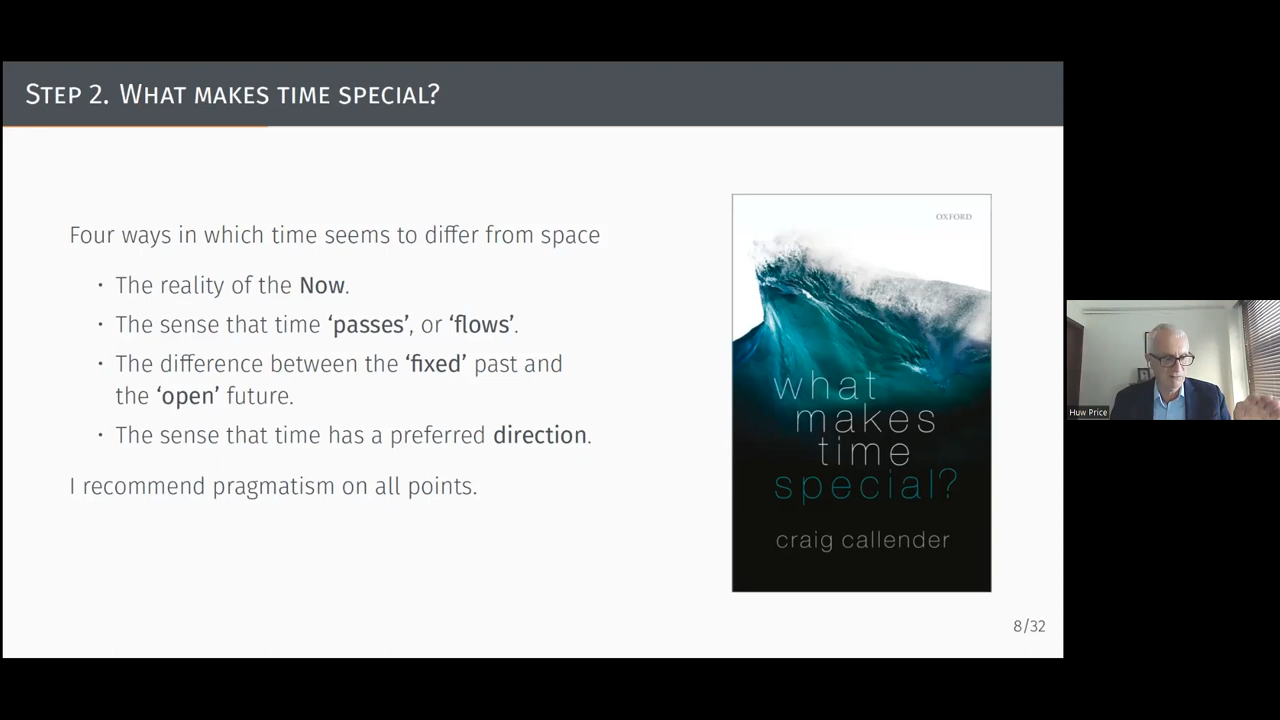 Step 2. What makes time special?
Four ways in which time seems to differ from space
· The reality of the Now.
· The sense that time ‘passes’, or ‘flows’.
· The difference between the ‘fixed’ past and
the ‘open’ future.
· The sense that time has a preferred direction.
I recommend pragmatism on all points.
OXFORD
what
makes
time
special?
craig callender
8/32
Huw Price